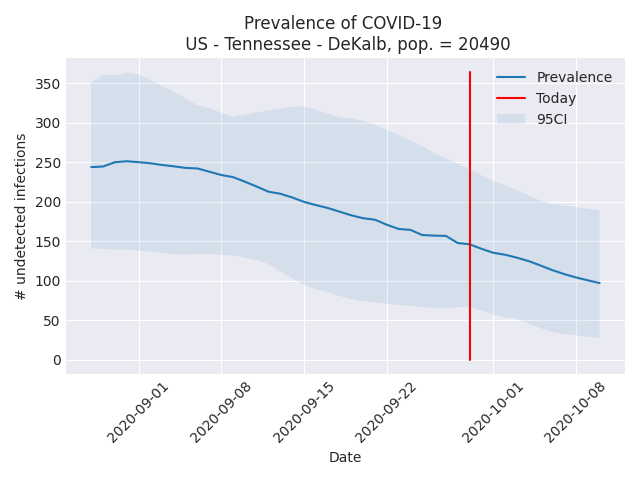 Prevalence of COVID-19
US - Tennessee - DeKalb, pop. = 20490
Prevalence
Today
95CI
# undetected infections
350
300
250
200
150
100
50
0
2020-09-01
2020-09-08
2020-09-15
2020-09-22
2020-10-01
2020-10-08
Date